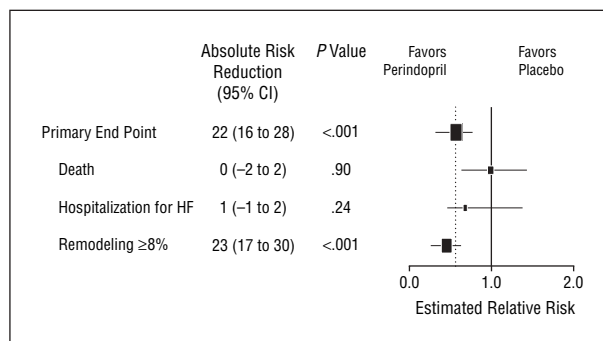 Absolute Risk
Reduction
(95% CI)
P Value
Favors
Perindopril
Favors
Placebo
Primary End Point 22 (16 to 28) <.001
Death 0 (–2 to 2) .90
Hospitalization for HF 1 (–1 to 2) .24
Remodeling ≥8% 23 (17 to 30) <.001
0.0 1.0 2.0
Estimated Relative Risk